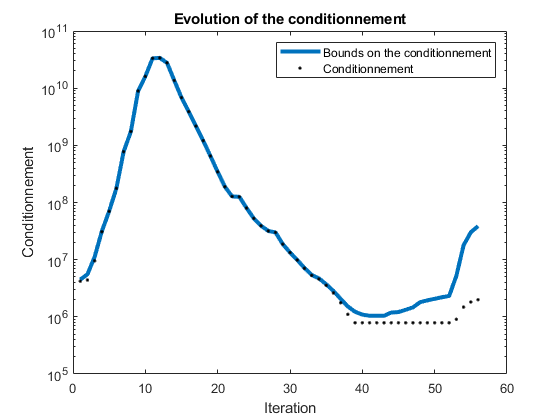 Evolution of the conditionnement
10^11
10^10
10^9
10^8
10^7
10^6
10^5
Conditionnement
Bounds on the conditionnement
Conditionnement
0 10 20 30 40 50 60
Iteration